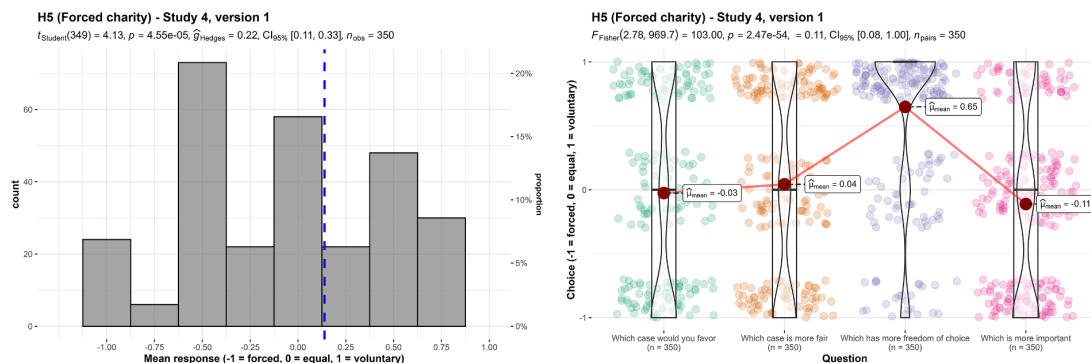 H5 (Forced charity) - Study 4, version 1
t Student(349) = 4.13, p = 4.55e-05, ĝ Hedges = 0.22, CI95% [0.11, 0.33], n obs = 350
20%
60
15%
40
count
proportion
10%
20
5%
0
0%
-1.00 -0.75 -0.50 -0.25 0.00 0.25 0.50 0.75 1.00
Mean response (-1 = forced, 0 = equal, 1 = voluntary)
H5 (Forced charity) - Study 4, version 1
F Fisher(2.78, 969.7) = 103.00, p = 2.47e-54, = 0.11, CI95% [0.08, 1.00], n pairs = 350
1
0
-1
Choice (-1 = forced, 0 = equal, 1 = voluntary)
μ̂ mean = -0.03
μ̂ mean = 0.04
μ̂ mean = 0.65
μ̂ mean = -0.11
Which case would you favor
(n = 350)
Which case is more fair
(n = 350)
Which has more freedom of choice
(n = 350)
Which is more important
(n = 350)
Question